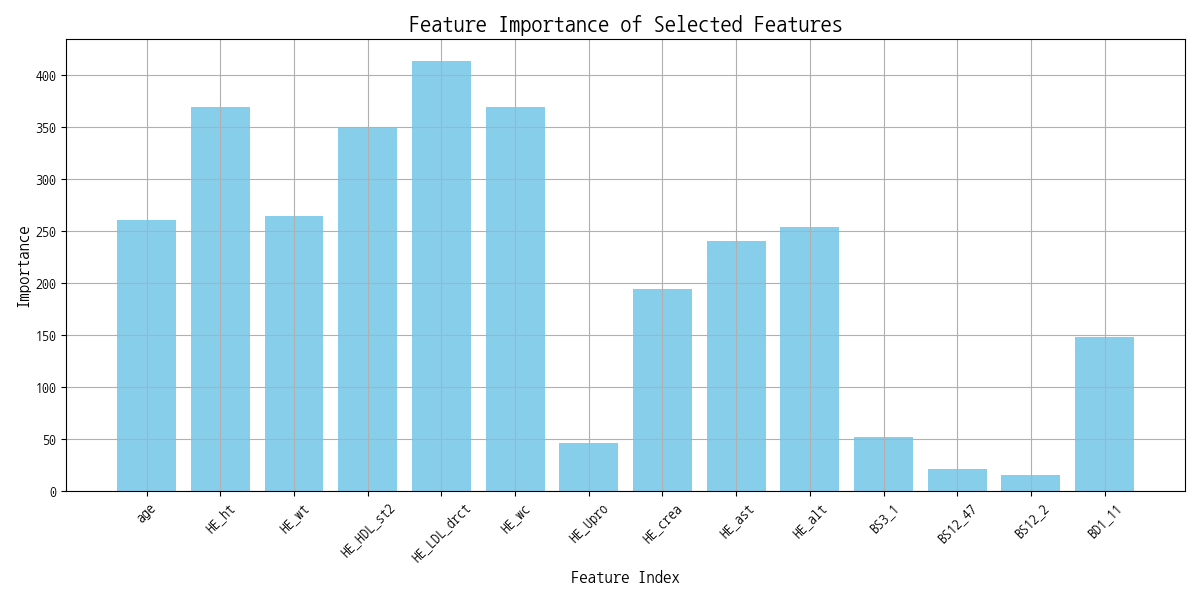 Feature Importance of Selected Features
Importance
400
350
300
250
200
150
100
50
0
age
HE_ht
HE_wt
HE_HDL_st2
HE_LDL_drct
HE_wc
HE_Upro
HE_crea
HE_ast
HE_alt
BS3_1
BS12_47
BS12_2
BD1_11
Feature Index